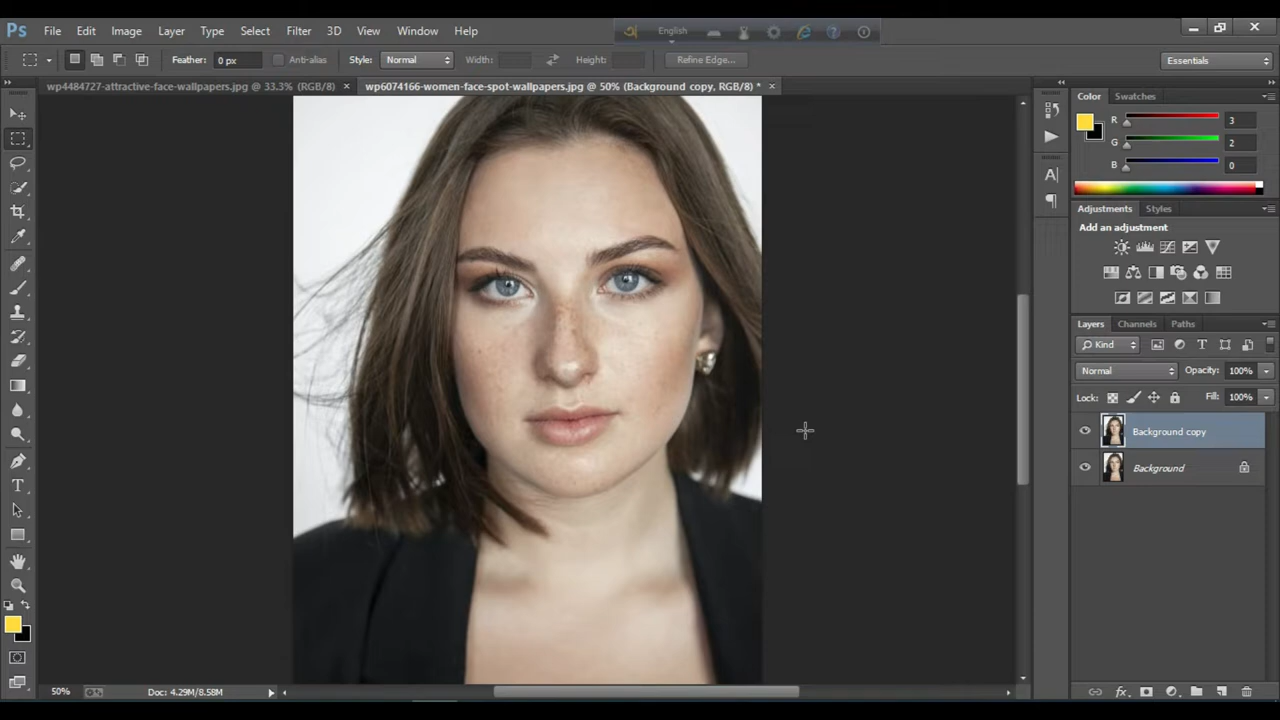 Ps File Edit Image Layer Type Select Filter 3D View Window Help English
Feather: 0 px Anti-alias Style: Normal Width: Height: Refine Edge... Essentials
wp4484727-attractive-face-wallpapers.jpg @ 33.3% (RGB/8) × wp6074166-women-face-spot-wallpapers.jpg @ 50% (Background copy, RGB/8) * ×
Color Swatches
R 3
G 2
B 0
Adjustments Styles
Add an adjustment
Layers Channels Paths
Kind
Normal Opacity: 100%
Lock: Fill: 100%
Background copy
Background
50% Doc: 4.29M/8.58M